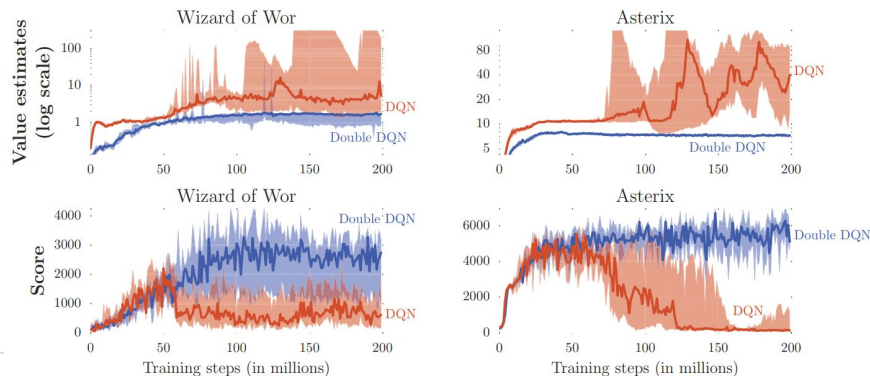 Wizard of Wor
Asterix
Value estimates
(log scale)
100
10
1
80
40
20
10
5
DQN
Double DQN
DQN
Double DQN
0 50 100 150 200
0 50 100 150 200
Wizard of Wor
Asterix
Score
4000
3000
2000
1000
0
6000
4000
2000
0
Double DQN
DQN
Double DQN
DQN
0 50 100 150 200
0 50 100 150 200
Training steps (in millions)
Training steps (in millions)